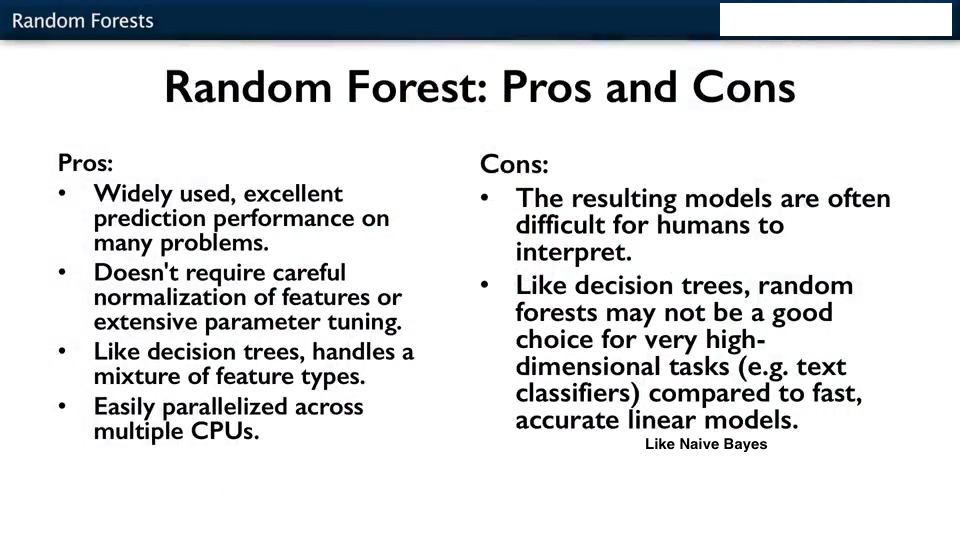 Random Forests
Random Forest: Pros and Cons
Pros:
• Widely used, excellent
prediction performance on
many problems.
• Doesn't require careful
normalization of features or
extensive parameter tuning.
• Like decision trees, handles a
mixture of feature types.
• Easily parallelized across
multiple CPUs.
Cons:
• The resulting models are often
difficult for humans to
interpret.
• Like decision trees, random
forests may not be a good
choice for very high-
dimensional tasks (e.g. text
classifiers) compared to fast,
accurate linear models.
Like Naive Bayes